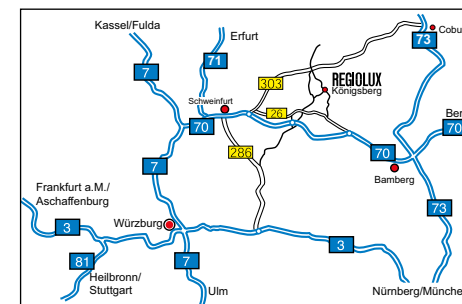 Kassel/Fulda
Erfurt
73
Cobu
7
71
303
REGIOLUX
Königsberg
Schweinfurt
26
70
Ber
70
286
70
7
Bamberg
Frankfurt a.M./
Aschaffenburg
73
3
Würzburg
3
81
7
Heilbronn/
Stuttgart
Ulm
Nürnberg/Münche